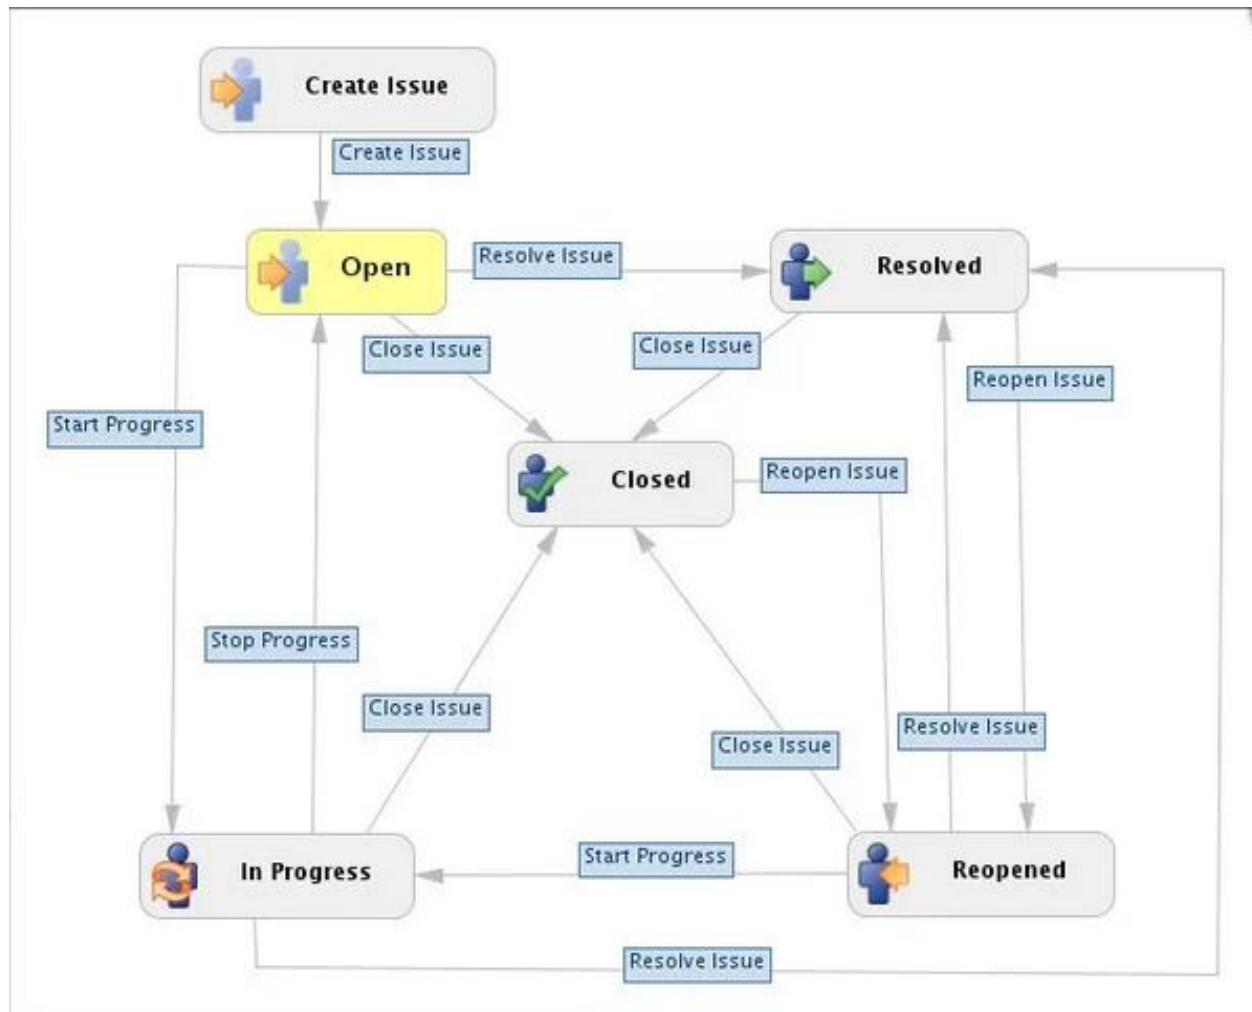 Create Issue
Create Issue
Open
Resolve Issue
Resolved
Close Issue
Close Issue
Reopen Issue
Start Progress
Closed
Reopen Issue
Stop Progress
Close Issue
Close Issue
Resolve Issue
In Progress
Start Progress
Reopened
Resolve Issue